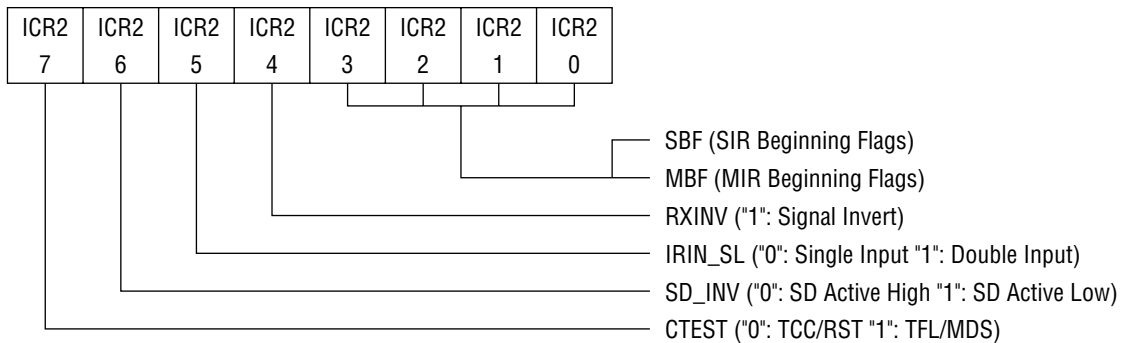 ICR2 ICR2 ICR2 ICR2 ICR2 ICR2 ICR2 ICR2
7 6 5 4 3 2 1 0
SBF (SIR Beginning Flags)
MBF (MIR Beginning Flags)
RXINV ("1": Signal Invert)
IRIN_SL ("0": Single Input "1": Double Input)
SD_INV ("0": SD Active High "1": SD Active Low)
CTEST ("0": TCC/RST "1": TFL/MDS)